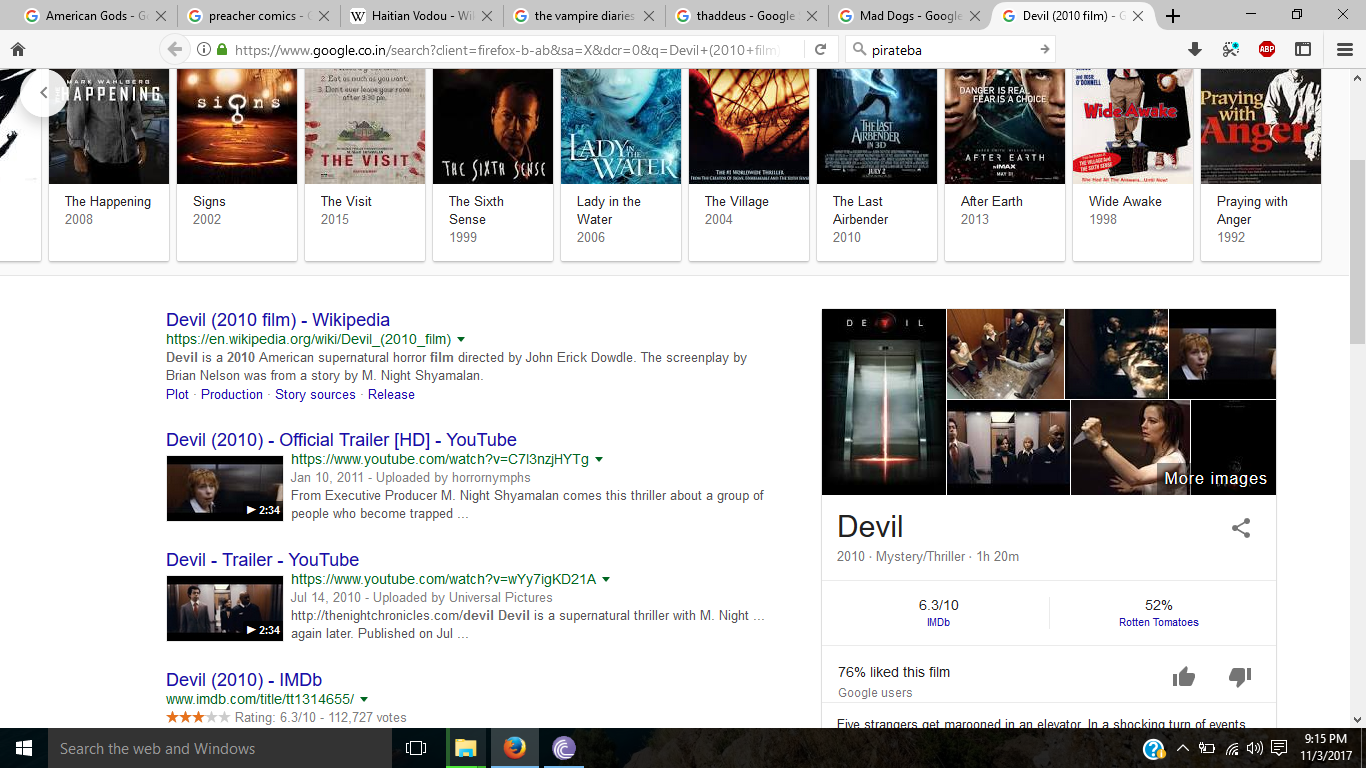 American Gods - G
preacher comics - G
Haitian Vodou - Wi
the vampire diaries
thaddeus - Google
Mad Dogs - Google
Devil (2010 film) - G
https://www.google.co.in/search?client=firefox-b-ab&sa=X&dcr=0&q=Devil+(2010+film
pirateba
ABP
MARK WAHLBERG
HAPPENING
signs
2. Eat as much as you want.
3. Don't ever leave your room
after 9:30 pm.
THE VISIT
THE SIXTH SENSE
LADY IN THE WATER
THE #1 WORLDWIDE THRILLER
THE LAST
AIRBENDER
IN 3D
JULY 2
DANGER IS REAL.
FEAR IS A CHOICE
AFTER EARTH
IMAX
MAY 31
and ROSIE
O'DONNELL
Wide Awake
Praying
with
Anger
The Happening
2008
Signs
2002
The Visit
2015
The Sixth
Sense
1999
Lady in the
Water
2006
The Village
2004
The Last
Airbender
2010
After Earth
2013
Wide Awake
1998
Praying with
Anger
1992
Devil (2010 film) - Wikipedia
https://en.wikipedia.org/wiki/Devil_(2010_film)
Devil is a 2010 American supernatural horror film directed by John Erick Dowdle. The screenplay by
Brian Nelson was from a story by M. Night Shyamalan.
Plot · Production · Story sources · Release
Devil (2010) - Official Trailer [HD] - YouTube
https://www.youtube.com/watch?v=C7l3nzjHYTg
Jan 10, 2011 - Uploaded by horrornymphs
From Executive Producer M. Night Shyamalan comes this thriller about a group of
people who become trapped ...
2:34
Devil - Trailer - YouTube
https://www.youtube.com/watch?v=wYy7igKD21A
Jul 14, 2010 - Uploaded by Universal Pictures
http://thenightchronicles.com/devil Devil is a supernatural thriller with M. Night ...
again later. Published on Jul ...
2:34
Devil (2010) - IMDb
www.imdb.com/title/tt1314655/
Rating: 6.3/10 - 112,727 votes
DEVIL
More images
Devil
2010 · Mystery/Thriller · 1h 20m
6.3/10
IMDb
52%
Rotten Tomatoes
76% liked this film
Google users
Five strangers get marooned in an elevator. In a shocking turn of events
Search the web and Windows
9:15 PM
11/3/2017